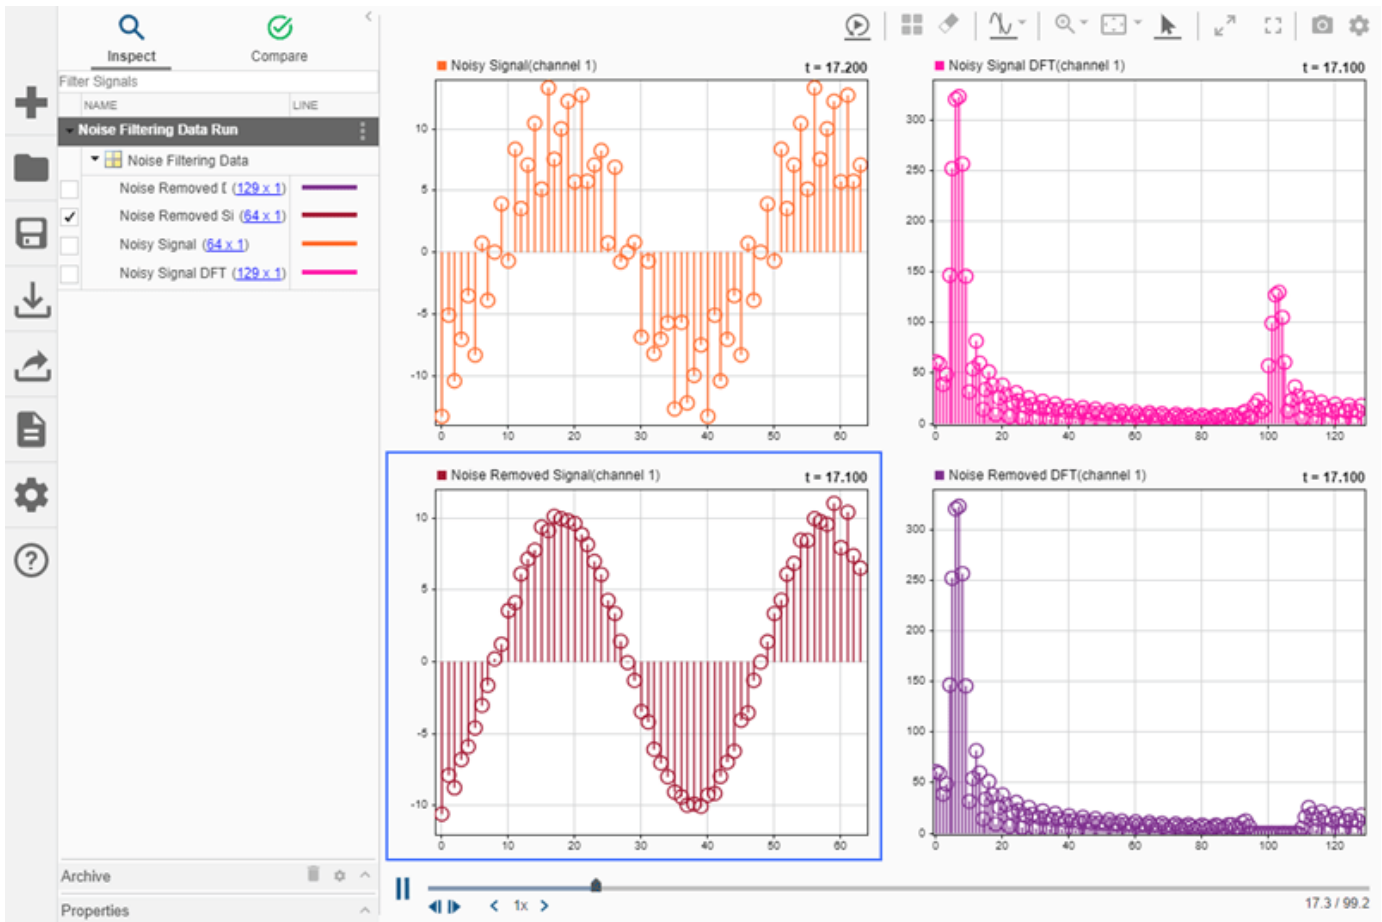 Inspect
Compare
Filter Signals
NAME LINE
Noise Filtering Data Run
Noise Filtering Data
Noise Removed D (129 x 1)
Noise Removed Si (64 x 1)
Noisy Signal (64 x 1)
Noisy Signal DFT (129 x 1)
Archive
Properties
Noisy Signal(channel 1) t = 17.200
10
5
0
-5
-10
0 10 20 30 40 50 60
Noisy Signal DFT(channel 1) t = 17.100
300
250
200
150
100
50
0
0 20 40 60 80 100 120
Noise Removed Signal(channel 1) t = 17.100
10
5
0
-5
-10
0 10 20 30 40 50 60
Noise Removed DFT(channel 1) t = 17.100
300
250
200
150
100
50
0
0 20 40 60 80 100 120
1x
17.3 / 99.2